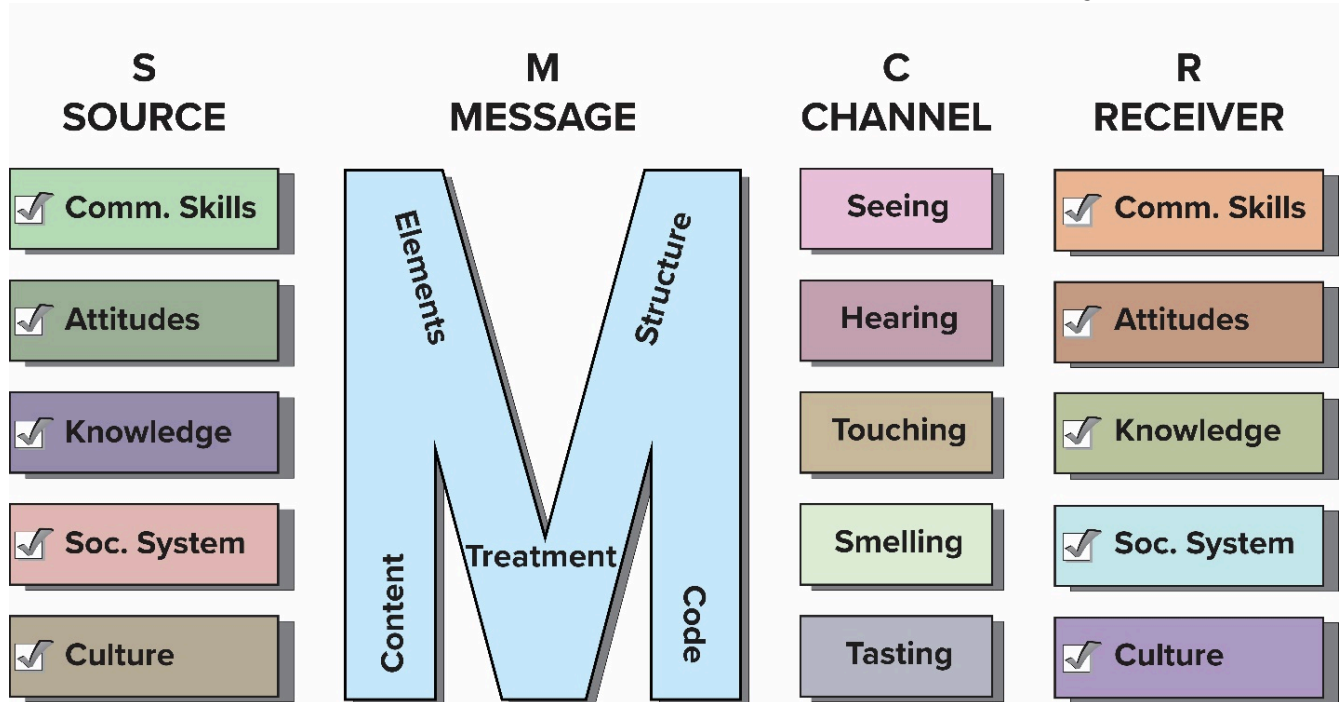 S
SOURCE
Comm. Skills
Attitudes
Knowledge
Soc. System
Culture
M
MESSAGE
Elements
Structure
Treatment
Content
Code
C
CHANNEL
Seeing
Hearing
Touching
Smelling
Tasting
R
RECEIVER
Comm. Skills
Attitudes
Knowledge
Soc. System
Culture